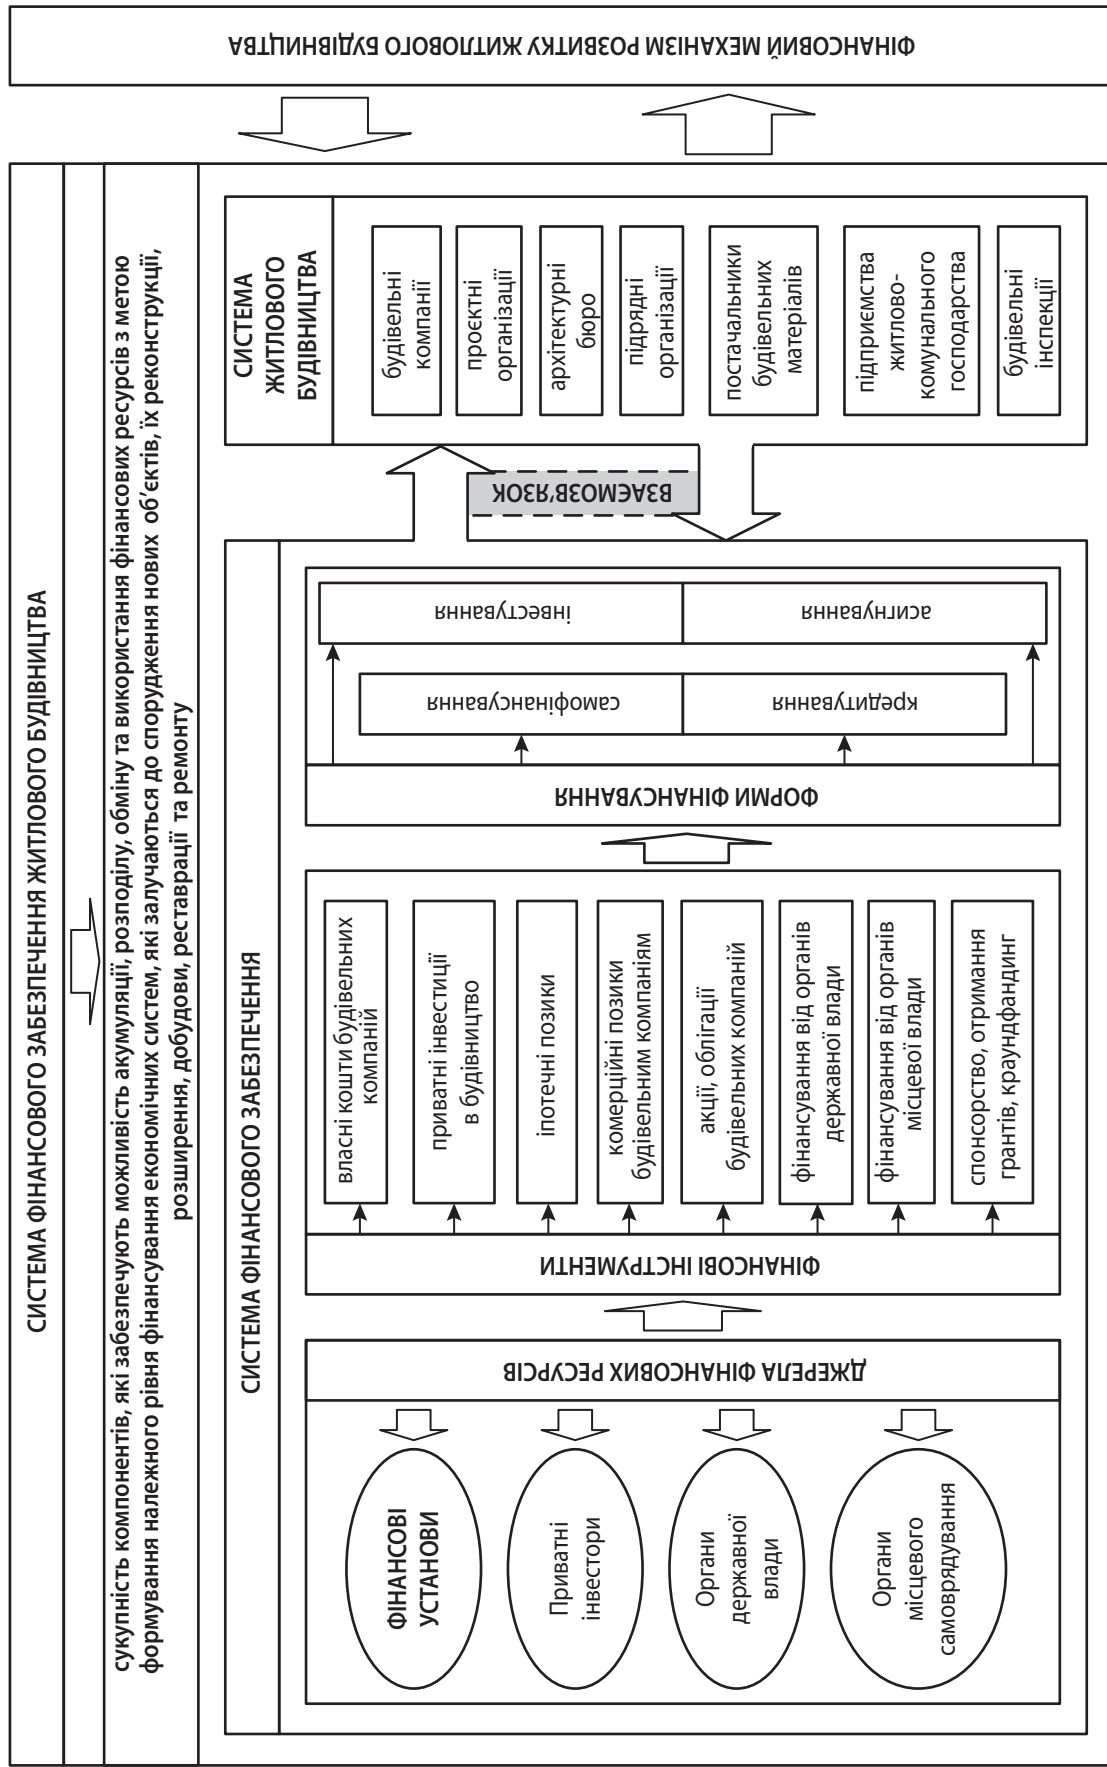 СИСТЕМА ФІНАНСОВОГО ЗАБЕЗПЕЧЕННЯ ЖИТЛОВОГО БУДІВНИЦТВА
сукупність компонентів, які забезпечують можливість акумуляції, розподілу, обміну та використання фінансових ресурсів з метою
формування належного рівня фінансування економічних систем, які залучаються до спорудження нових об’єктів, їх реконструкції,
розширення, добудови, реставрації та ремонту
СИСТЕМА ФІНАНСОВОГО ЗАБЕЗПЕЧЕННЯ
ФІНАНСОВІ
УСТАНОВИ
Приватні
інвестори
Органи
державної
влади
Органи
місцевого
самоврядування
ДЖЕРЕЛА ФІНАНСОВИХ РЕСУРСІВ
ФІНАНСОВІ ІНСТРУМЕНТИ
власні кошти будівельних
компаній
приватні інвестиції
в будівництво
іпотечні позики
комерційні позики
будівельним компаніям
акції, облігації
будівельних компаній
фінансування від органів
державної влади
фінансування від органів
місцевої влади
спонсорство, отримання
грантів, краундфандинг
ФОРМИ ФІНАНСУВАННЯ
самофінансування
кредитування
інвестування
асигнування
ВЗАЄМОЗВ’ЯЗОК
СИСТЕМА
ЖИТЛОВОГО
БУДІВНИЦТВА
будівельні
компанії
проєктні
організації
архітектурні
бюро
підрядні
організації
постачальники
будівельних
матеріалів
підприємства
житлово-
комунального
господарства
будівельні
інспекції
ФІНАНСОВИЙ МЕХАНІЗМ РОЗВИТКУ ЖИТЛОВОГО БУДІВНИЦТВА